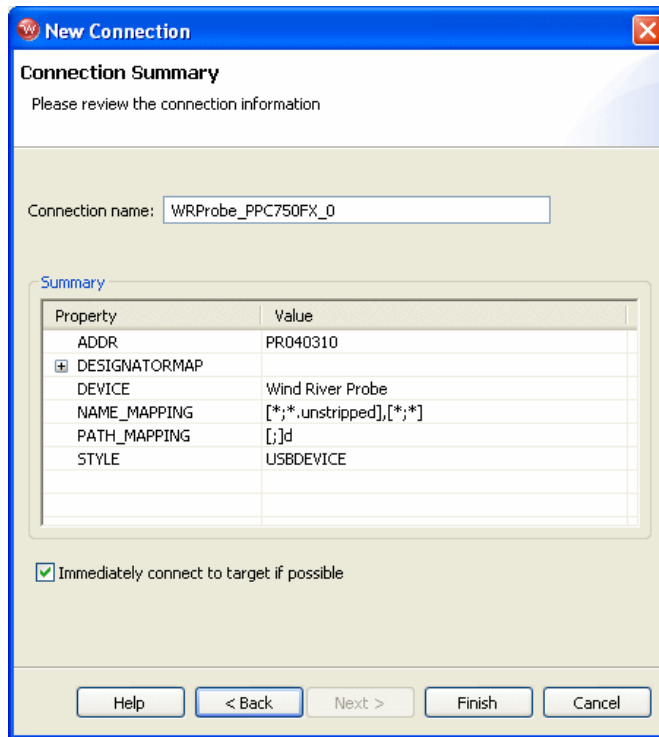 New Connection
Connection Summary
Please review the connection information
Connection name: WRProbe_PPC750FX_0
Summary
Property Value
ADDR PR040310
DESIGNATORMAP
DEVICE Wind River Probe
NAME_MAPPING [*;*.unstripped],[*;*]
PATH_MAPPING [;]d
STYLE USBDEVICE
Immediately connect to target if possible
Help < Back Next > Finish Cancel